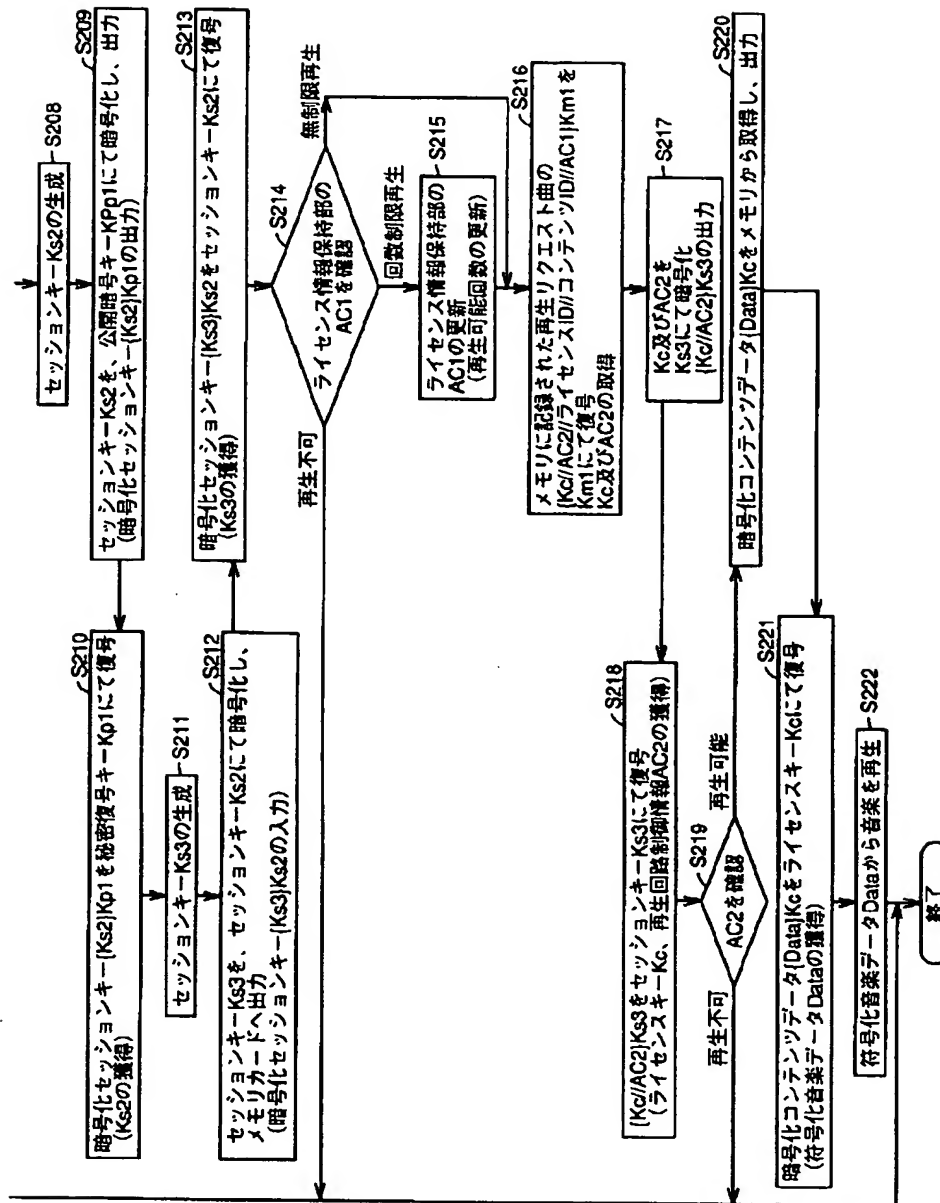 S208
セッションキーKs2の生成
S209
セッションキーKs2を、公開暗号キーKPp1にて暗号化し、出力
(暗号化セッションキー{Ks2}Kp1の出力)
S210
暗号化セッションキー{Ks2}Kp1を秘密復号キーKp1にて復号
(Ks2の獲得)
S211
セッションキーKs3の生成
S212
セッションキーKs3を、セッションキーKs2にて暗号化し、
メモリカードへ出力
(暗号化セッションキー{Ks3}Ks2の入力)
S213
暗号化セッションキー{Ks3}Ks2をセッションキーKs2にて復号
(Ks3の獲得)
S214
ライセンス情報保持部の
AC1を確認
再生不可
無制限再生
回数制限再生
S215
ライセンス情報保持部の
AC1の更新
(再生可能回数の更新)
S216
メモリに記録された再生リクエスト曲の
{Kc//AC2//ライセンスID//コンテンツID//AC1}Km1を
Km1にて復号
Kc及びAC2の取得
S217
Kc及びAC2を
Ks3にて暗号化
{Kc//AC2}Ks3の出力
S218
{Kc//AC2}Ks3をセッションキーKs3にて復号
(ライセンスキーKc、再生回路制御情報AC2の獲得)
S219
AC2を確認
再生不可
再生可能
S220
暗号化コンテンツデータ{Data}Kcをメモリから取得し、出力
S221
暗号化コンテンツデータ{Data}KcをライセンスキーKcにて復号
(符号化音楽データDataの獲得)
S222
符号化音楽データDataから音楽を再生
終了